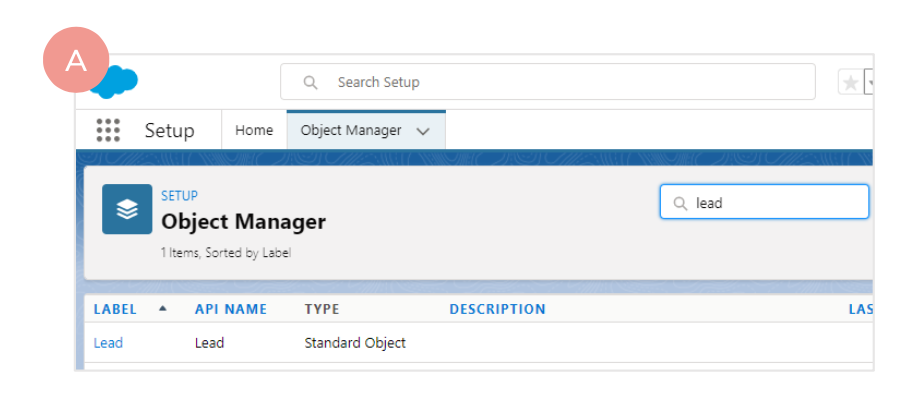 A
Search Setup
Setup Home Object Manager
SETUP
Object Manager
lead
1 Items, Sorted by Label
LABEL API NAME TYPE DESCRIPTION LAS
Lead Lead Standard Object